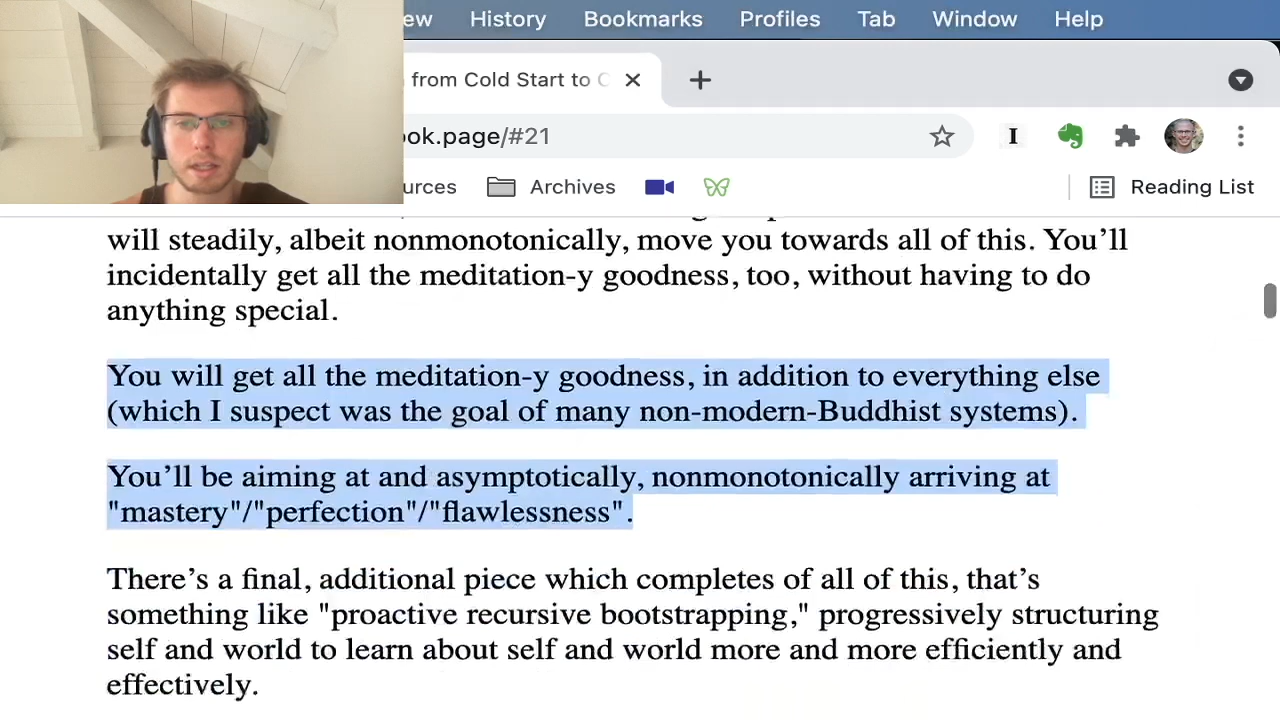 ew History Bookmarks Profiles Tab Window Help
from Cold Start to C
ook.page/#21
urces Archives Reading List
will steadily, albeit nonmonotonically, move you towards all of this. You’ll
incidentally get all the meditation-y goodness, too, without having to do
anything special.
You will get all the meditation-y goodness, in addition to everything else
(which I suspect was the goal of many non-modern-Buddhist systems).
You’ll be aiming at and asymptotically, nonmonotonically arriving at
"mastery"/"perfection"/"flawlessness".
There’s a final, additional piece which completes of all of this, that’s
something like "proactive recursive bootstrapping," progressively structuring
self and world to learn about self and world more and more efficiently and
effectively.